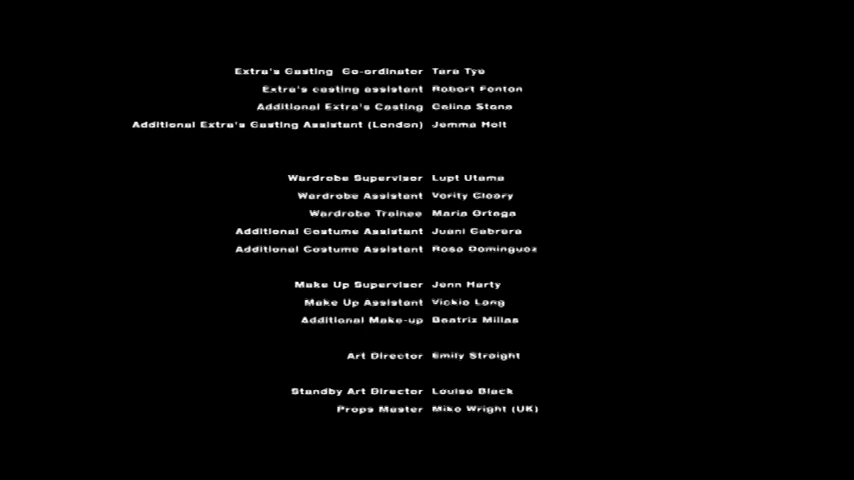 Extra's Casting Co-ordinator Tara Tye
Extra's casting assistant Robert Fenton
Additional Extra's Casting Celina Stone
Additional Extra's Casting Assistant (London) Jemma Holt
Wardrobe Supervisor Lupt Utama
Wardrobe Assistant Verity Cleary
Wardrobe Trainee Maria Ortega
Additional Costume Assistant Juani Cabrera
Additional Costume Assistant Rosa Dominguez
Make Up Supervisor Jenn Harty
Make Up Assistant Vickie Lang
Additional Make-up Beatriz Millas
Art Director Emily Straight
Standby Art Director Louise Black
Props Master Mike Wright (UK)